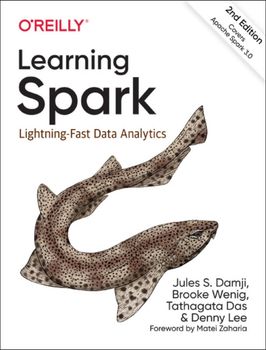 O'REILLY®
2nd Edition
Covers
Apache Spark 3.0
Learning
Spark
Lightning-Fast Data Analytics
Jules S. Damji,
Brooke Wenig,
Tathagata Das
& Denny Lee
Foreword by Matei Zaharia